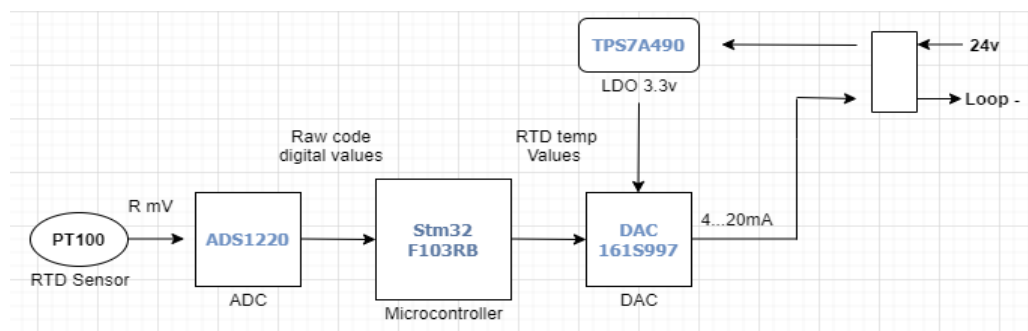 TPS7A490
LDO 3.3v
24v
Loop -
Raw code
digital values
RTD temp
Values
R mV
PT100
RTD Sensor
ADS1220
ADC
Stm32
F103RB
Microcontroller
DAC
161S997
DAC
4...20mA